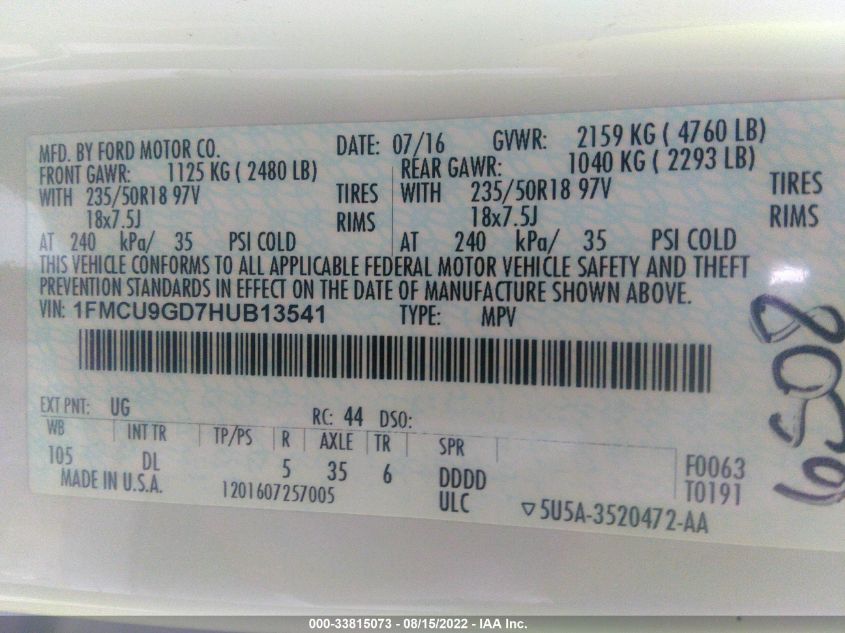 MFD. BY FORD MOTOR CO. DATE: 07/16 GVWR: 2159 KG ( 4760 LB)
FRONT GAWR: 1125 KG ( 2480 LB) REAR GAWR: 1040 KG ( 2293 LB)
WITH 235/50R18 97V TIRES WITH 235/50R18 97V TIRES
18x7.5J RIMS 18x7.5J RIMS
AT 240 kPa/ 35 PSI COLD AT 240 kPa/ 35 PSI COLD
THIS VEHICLE CONFORMS TO ALL APPLICABLE FEDERAL MOTOR VEHICLE SAFETY AND THEFT
PREVENTION STANDARDS IN EFFECT ON THE DATE OF MANUFACTURE SHOWN ABOVE.
VIN: 1FMCU9GD7HUB13541 TYPE: MPV
EXT PNT: UG RC: 44 DSO:
WB INT TR TP/PS R AXLE TR SPR
105 DL 5 35 6 DDDD F0063
MADE IN U.S.A. 1201607257005 ULC T0191
▽5U5A-3520472-AA
000-33815073 - 08/15/2022 - IAA Inc.